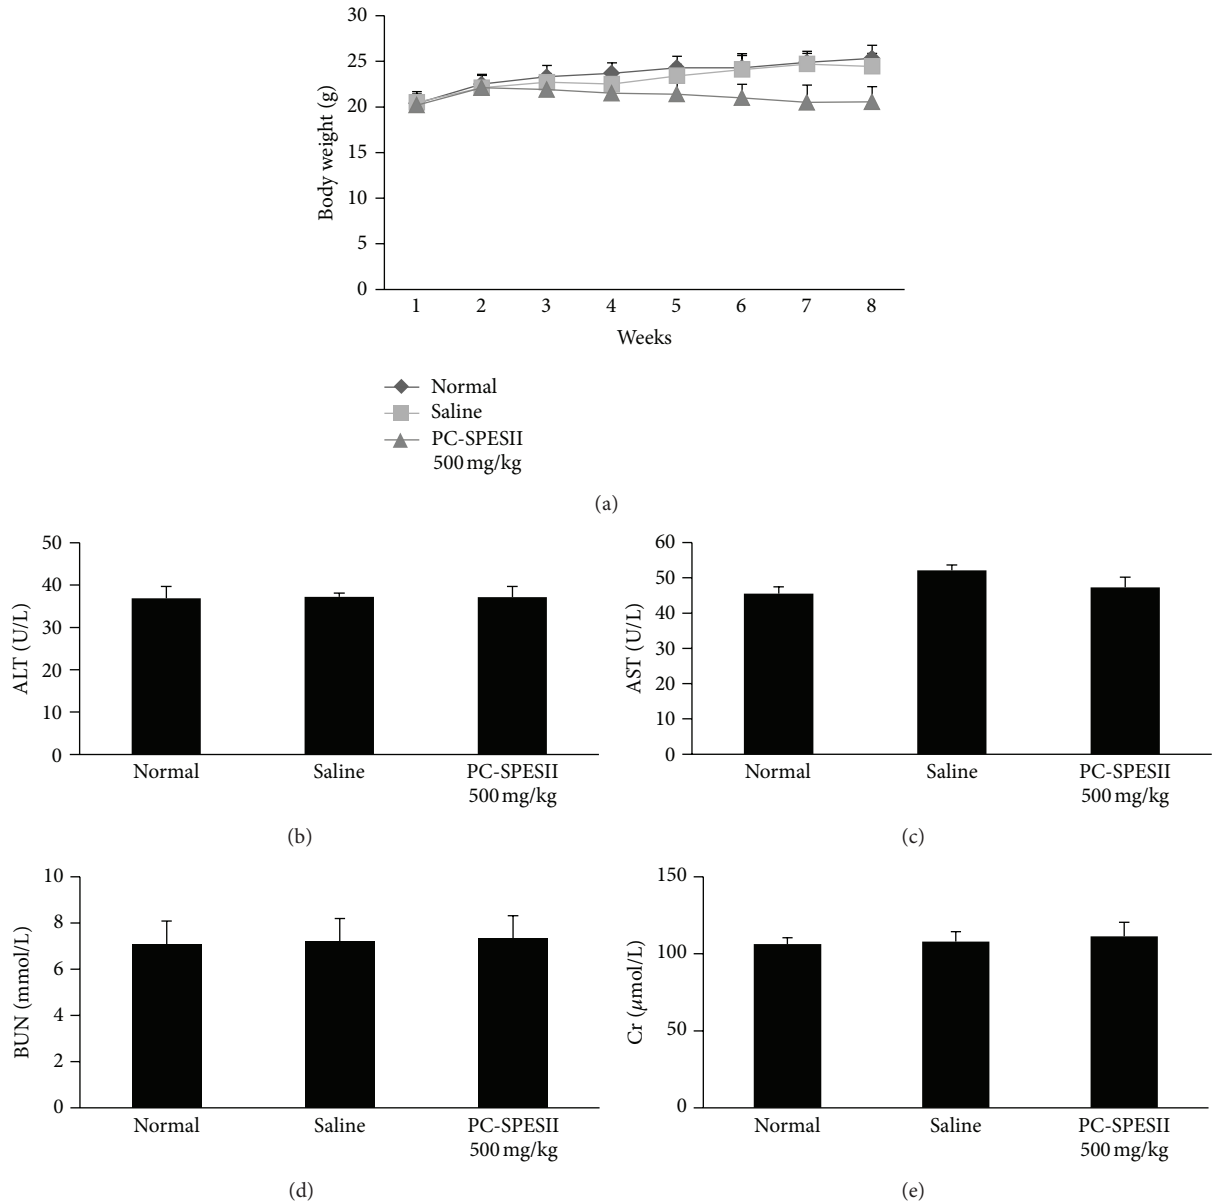 30
25
20
15
10
5
0
Body weight (g)
1 2 3 4 5 6 7 8
Weeks
Normal
Saline
PC-SPESII
500 mg/kg
(a)
50
40
30
20
10
0
ALT (U/L)
Normal Saline PC-SPESII
500 mg/kg
(b)
60
50
40
30
20
10
0
AST (U/L)
Normal Saline PC-SPESII
500 mg/kg
(c)
10
8
6
4
2
0
BUN (mmol/L)
Normal Saline PC-SPESII
500 mg/kg
(d)
150
100
50
0
Cr (μmol/L)
Normal Saline PC-SPESII
500 mg/kg
(e)